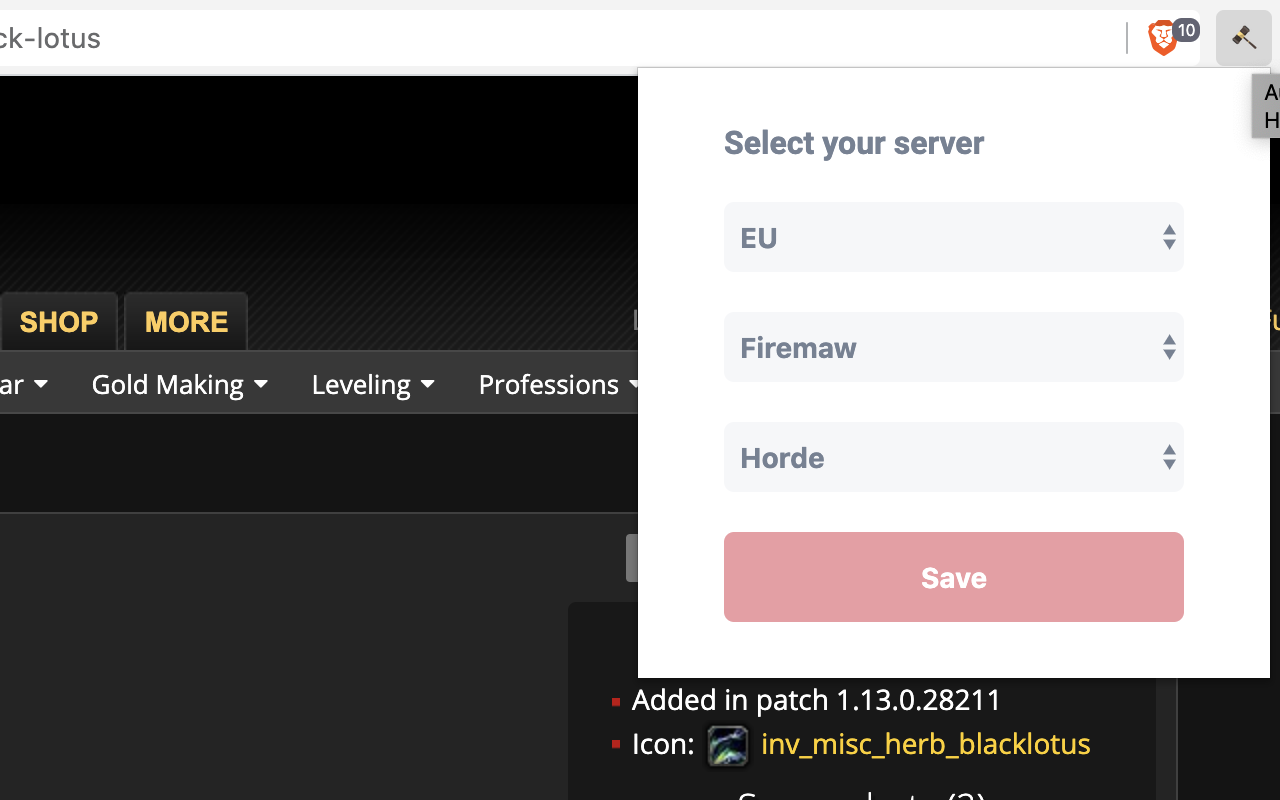 ck-lotus
10
Select your server
EU
Firemaw
Horde
Save
SHOP
MORE
ar
Gold Making
Leveling
Professions
Added in patch 1.13.0.28211
Icon:
inv_misc_herb_blacklotus